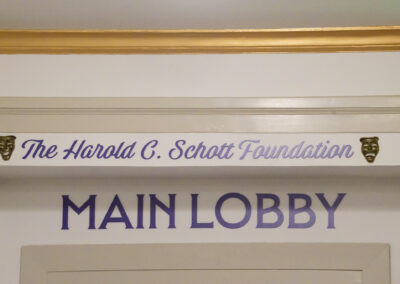 The Harold C. Schott Foundation
MAIN LOBBY